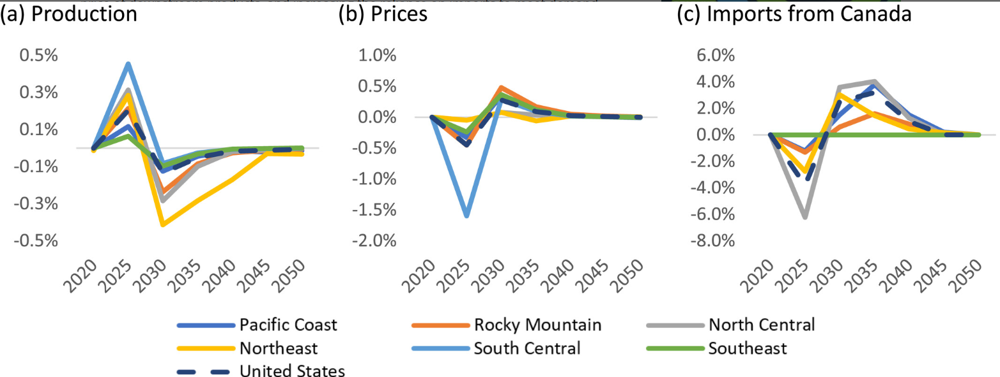 (a) Production (b) Prices (c) Imports from Canada
0.5% 1.0% 6.0%
0.3% 0.5% 4.0%
0.1% 0.0% 2.0%
-0.1% -0.5% 0.0%
-0.3% -1.0% -2.0%
-0.5% -1.5% -4.0%
-2.0% -6.0%
-8.0%
2020 2025 2030 2035 2040 2045 2050 2020 2025 2030 2035 2040 2045 2050 2020 2025 2030 2035 2040 2045 2050
Pacific Coast Rocky Mountain North Central
Northeast South Central Southeast
United States